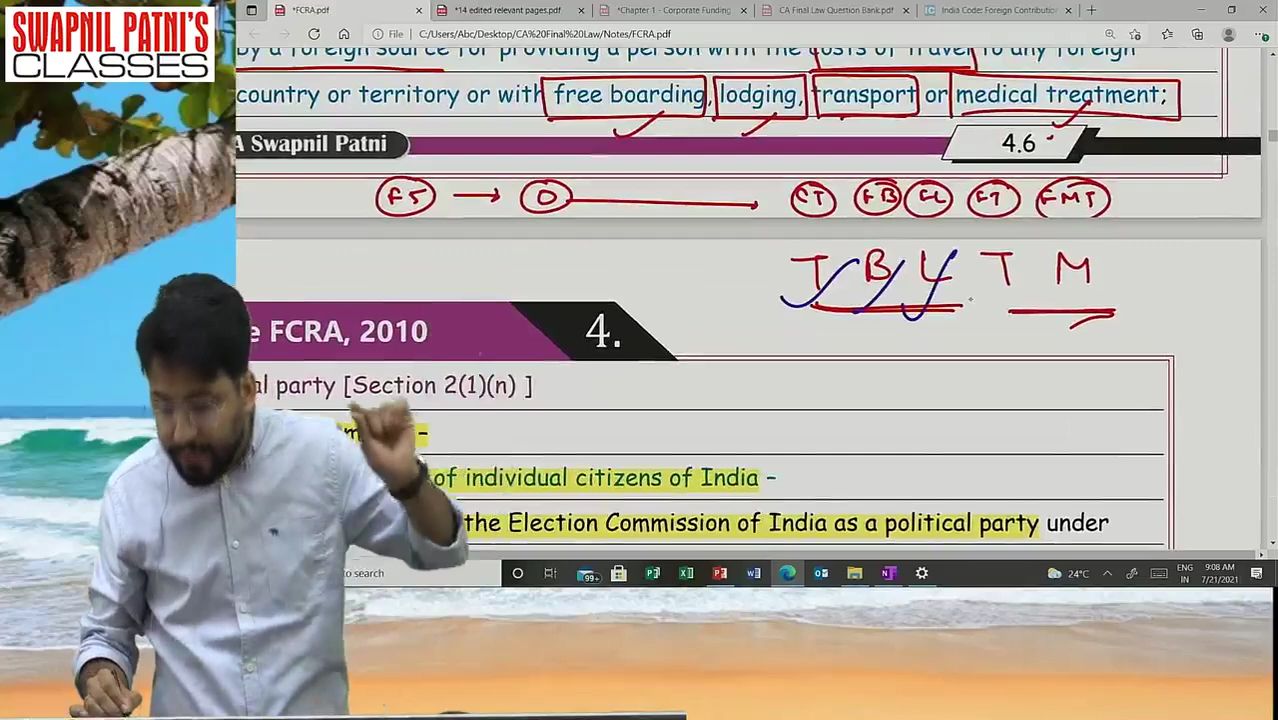 SWAPNIL PATNI'S
CLASSES
*FCRA.pdf
*14 edited relevant pages.pdf
*Chapter 1 - Corporate Funding
CA Final Law Question Bank.pdf
India Code: Foreign Contribution
File
C:/Users/Abc/Desktop/CA%20Final%20Law/Notes/FCRA.pdf
by a foreign source for providing a person with the costs of travel to any foreign
country or territory or with free boarding, lodging, transport or medical treatment;
A Swapnil Patni
4.6
FS → O CT FB FL FT FMT
T B L T M
e FCRA, 2010
4.
al party [Section 2(1)(n) ]
–
of individual citizens of India –
the Election Commission of India as a political party under
to search
99+
24°C
ENG
IN
9:08 AM
7/21/2021